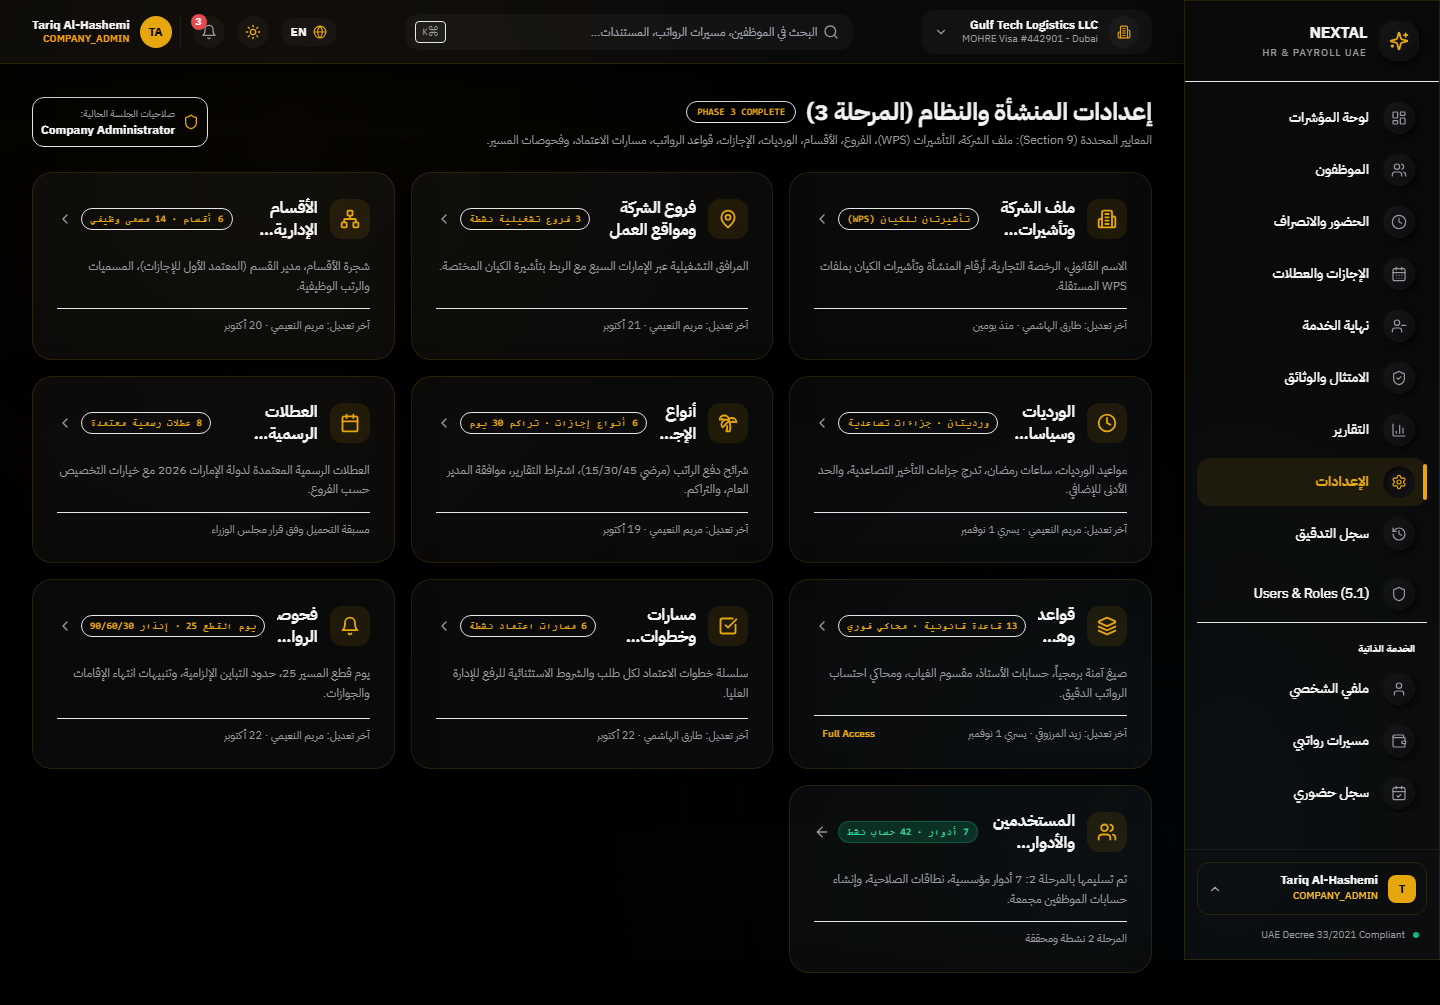 NEXTAL
HR & PAYROLL UAE
لوحة المؤشرات
الموظفون
الحضور والانصراف
الإجازات والعطلات
نهاية الخدمة
الامتثال والوثائق
التقارير
الإعدادات
سجل التدقيق
Users & Roles (5.1)
الخدمة الذاتية
ملفي الشخصي
مسيرات رواتبي
سجل حضوري
Tariq Al-Hashemi
T
COMPANY_ADMIN
UAE Decree 33/2021 Compliant
Gulf Tech Logistics LLC
MOHRE Visa #442901 - Dubai
البحث في الموظفين، مسيرات الرواتب، المستندات...
⌘K
EN
3
TA
Tariq Al-Hashemi
COMPANY_ADMIN
إعدادات المنشأة والنظام (المرحلة 3)
PHASE 3 COMPLETE
المعايير المحددة (Section 9): ملف الشركة، التأشيرات (WPS)، الفروع، الأقسام، الورديات، الإجازات، قواعد الرواتب، مسارات الاعتماد، وفحوصات المسير.
صلاحيات الجلسة الحالية:
Company Administrator
ملف الشركة وتأشيرات...
تأشيرتان للكيان (WPS)
الاسم القانوني، الرخصة التجارية، أرقام المنشأة وتأشيرات الكيان بملفات
WPS المستقلة.
آخر تعديل: طارق الهاشمي · منذ يومين
فروع الشركة ومواقع العمل
3 فروع تشغيلية نشطة
المرافق التشغيلية عبر الإمارات السبع مع الربط بتأشيرة الكيان المختصة.
آخر تعديل: مريم النعيمي · 21 أكتوبر
الأقسام الإدارية...
6 أقسام · 14 مسمى وظيفي
شجرة الأقسام، مدير القسم (المعتمد الأول للإجازات)، المسميات
والرتب الوظيفية.
آخر تعديل: مريم النعيمي · 20 أكتوبر
الورديات وسياسا...
ورديتان · جزاءات تصاعدية
مواعيد الورديات، ساعات رمضان، تدرج جزاءات التأخير التصاعدية، والحد
الأدنى للإضافي.
آخر تعديل: مريم النعيمي · يسري 1 نوفمبر
أنواع الإجـ...
6 أنواع إجازات · تراكم 30 يوم
شرائح دفع الراتب (مرضي 15/30/45)، اشتراط التقارير، موافقة المدير
العام، والتراكم.
آخر تعديل: مريم النعيمي · 19 أكتوبر
العطلات الرسمية...
8 عطلات رسمية معتمدة
العطلات الرسمية المعتمدة لدولة الإمارات 2026 مع خيارات التخصيص
حسب الفروع.
مسبقة التحميل وفق قرار مجلس الوزراء
قواعد وهـ...
13 قاعدة قانونية · محاكي فوري
صيغ آمنة برمجياً، حسابات الأستاذ، مقسوم الغياب، ومحاكي احتساب
الرواتب الدقيق.
آخر تعديل: زيد المرزوقي · يسري 1 نوفمبر
Full Access
مسارات وخطوات...
6 مسارات اعتماد نشطة
سلسلة خطوات الاعتماد لكل طلب والشروط الاستثنائية للرفع للإدارة
العليا.
آخر تعديل: طارق الهاشمي · 22 أكتوبر
فحوصـ الروا...
يوم القطع 25 · إنذار 90/60/30
يوم قطع المسير 25، حدود التباين الإلزامية، وتنبيهات انتهاء الإقامات
والجوازات.
آخر تعديل: مريم النعيمي · 22 أكتوبر
المستخدمين والأدوار...
7 أدوار · 42 حساب نشط
تم تسليمها بالمرحلة 2: 7 أدوار مؤسسية، نطاقات الصلاحية، وإنشاء
حسابات الموظفين مجمعة.
المرحلة 2 نشطة ومحققة